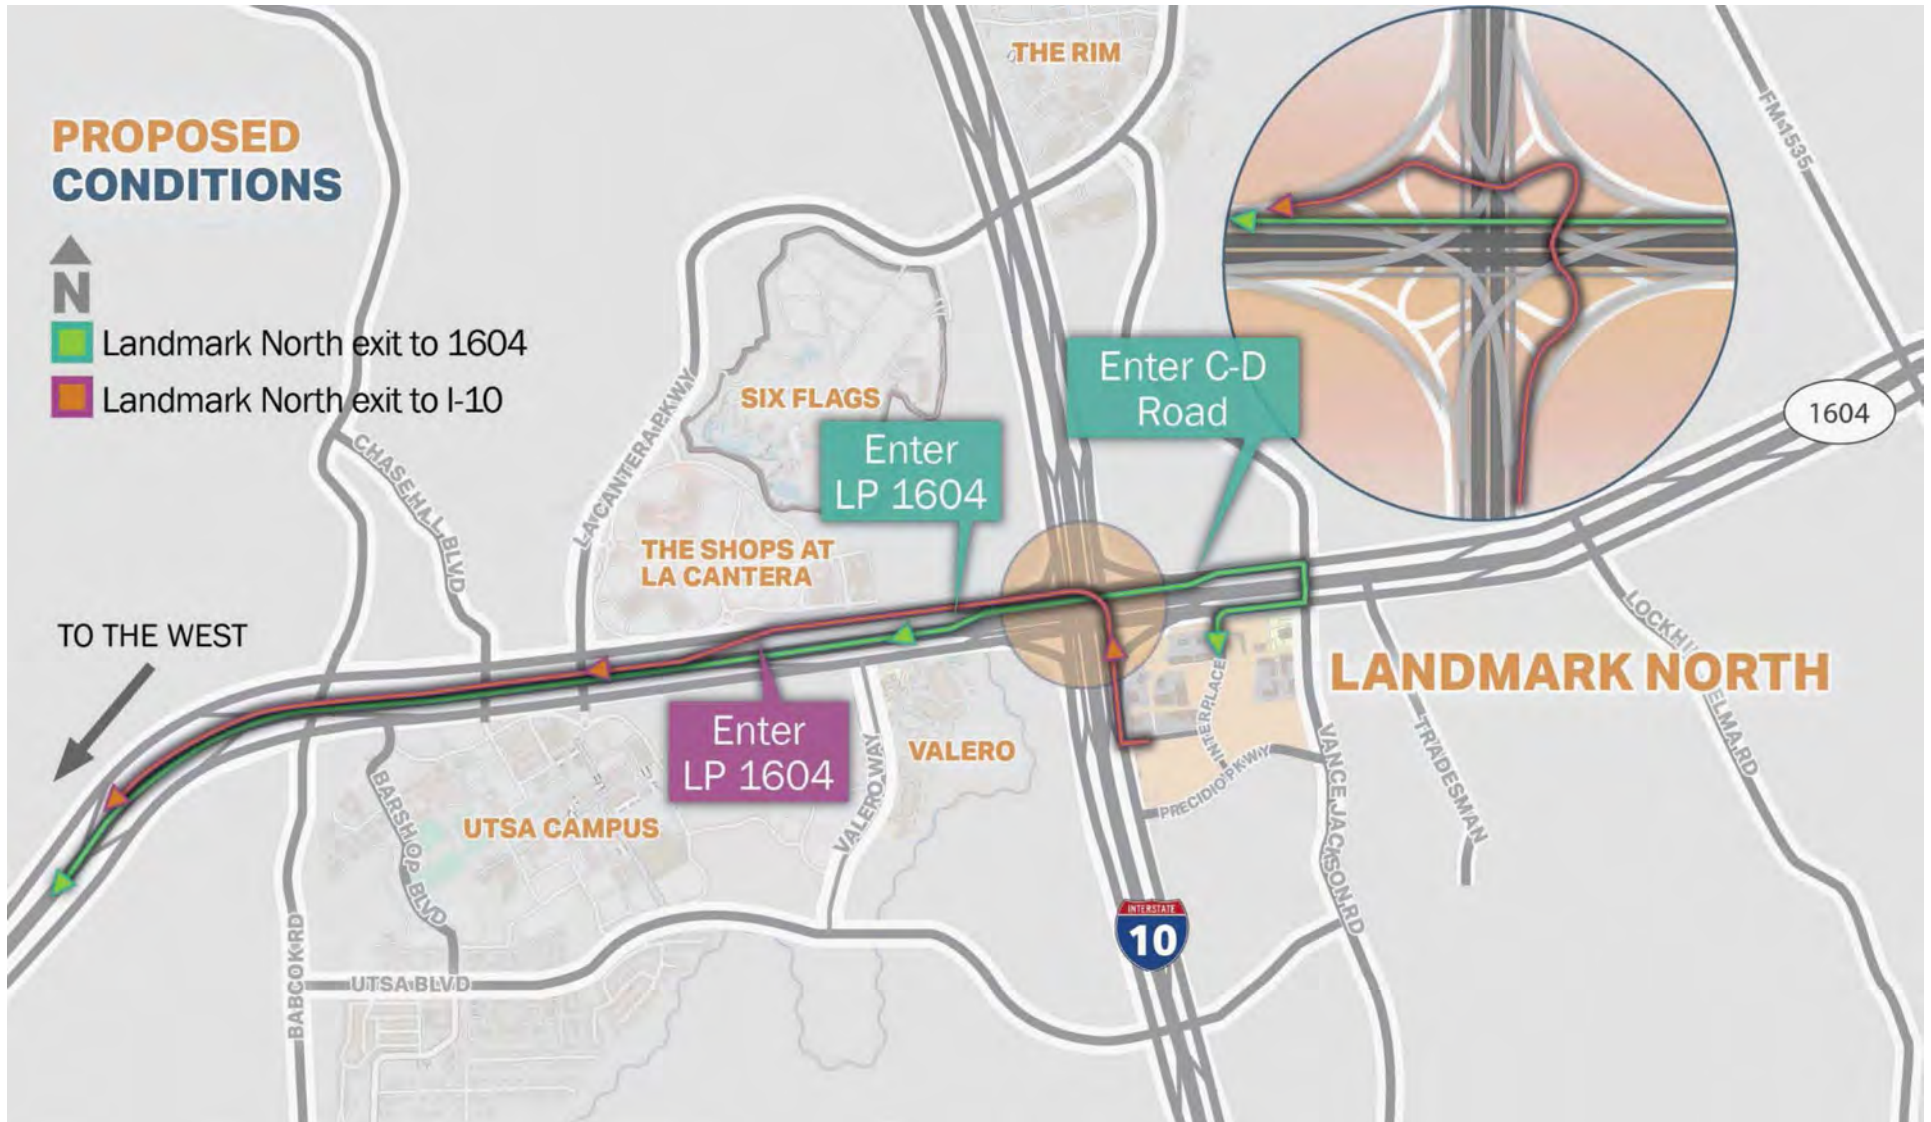 THE RIM
FM 1535
PROPOSED
CONDITIONS
N
Landmark North exit to 1604
Landmark North exit to I-10
Enter C-D
Road
1604
SIX FLAGS
LA CANTERA PKWY
CHASE HILL BLVD
Enter
LP 1604
THE SHOPS AT
LA CANTERA
TO THE WEST
LANDMARK NORTH
Enter
LP 1604
VALERO
VALERO WAY
INTERPLACE
PRECIDIO PKWY
VANCE JACKSON RD
TRADESMAN
LOCKHI
ELMA RD
UTSA CAMPUS
BARSHOP BLVD
INTERSTATE
10
BABCOK RD
UTSA BLVD